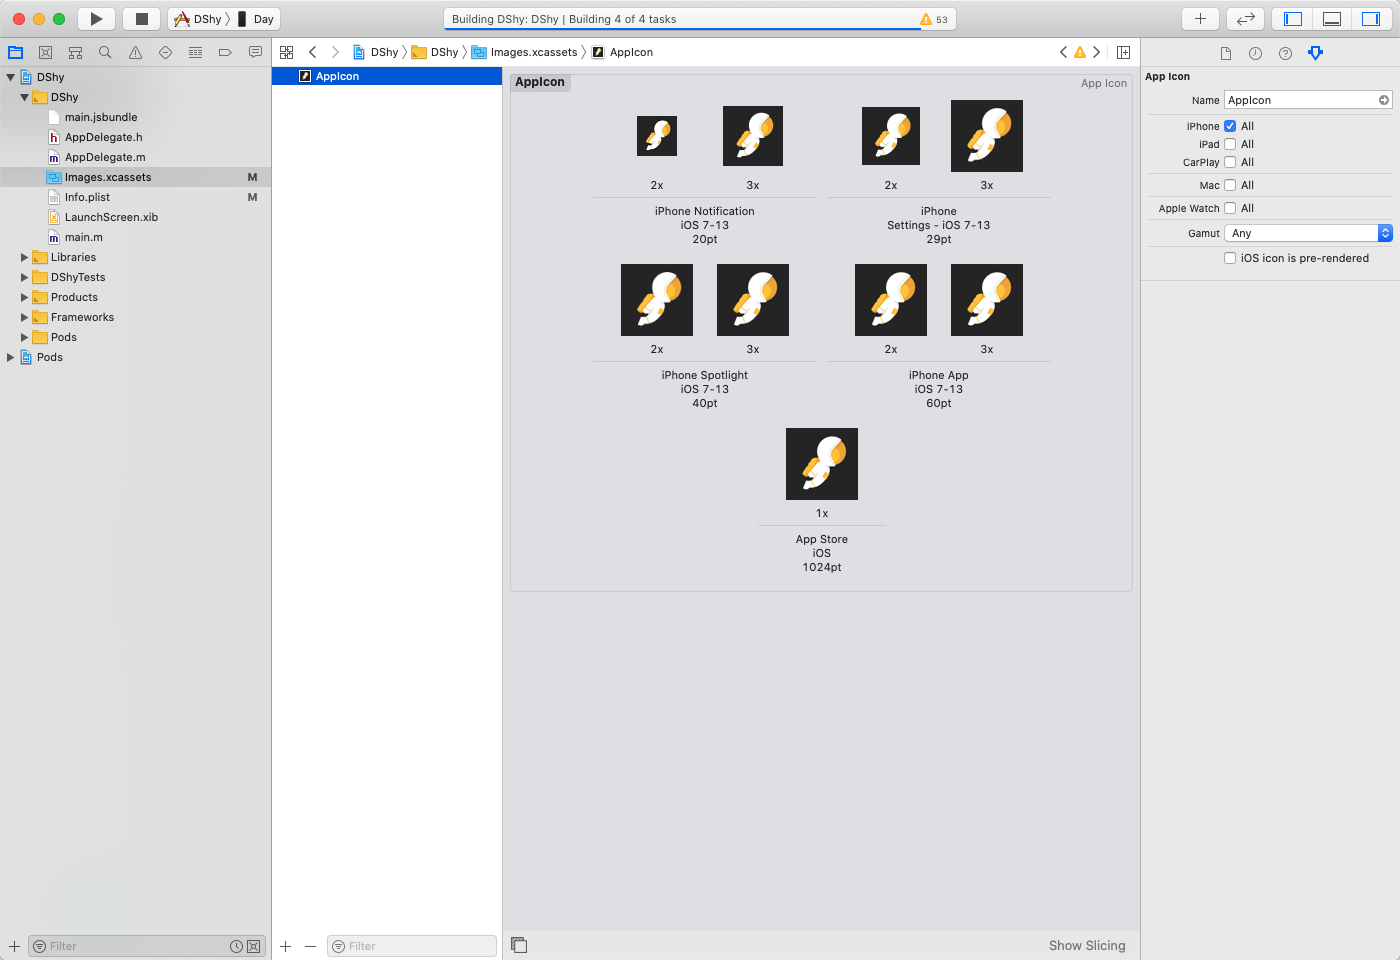 DShy
Day
Building DShy: DShy | Building 4 of 4 tasks
53
DShy
DShy
main.jsbundle
AppDelegate.h
AppDelegate.m
Images.xcassets M
Info.plist M
LaunchScreen.xib
main.m
Libraries
DShyTests
Products
Frameworks
Pods
Pods
Filter
DShy
DShy
Images.xcassets
AppIcon
AppIcon
Filter
AppIcon
App Icon
2x 3x
iPhone Notification
iOS 7-13
20pt
2x 3x
iPhone
Settings - iOS 7-13
29pt
2x 3x
iPhone Spotlight
iOS 7-13
40pt
2x 3x
iPhone App
iOS 7-13
60pt
1x
App Store
iOS
1024pt
Show Slicing
App Icon
Name AppIcon
iPhone All
iPad All
CarPlay All
Mac All
Apple Watch All
Gamut Any
iOS icon is pre-rendered